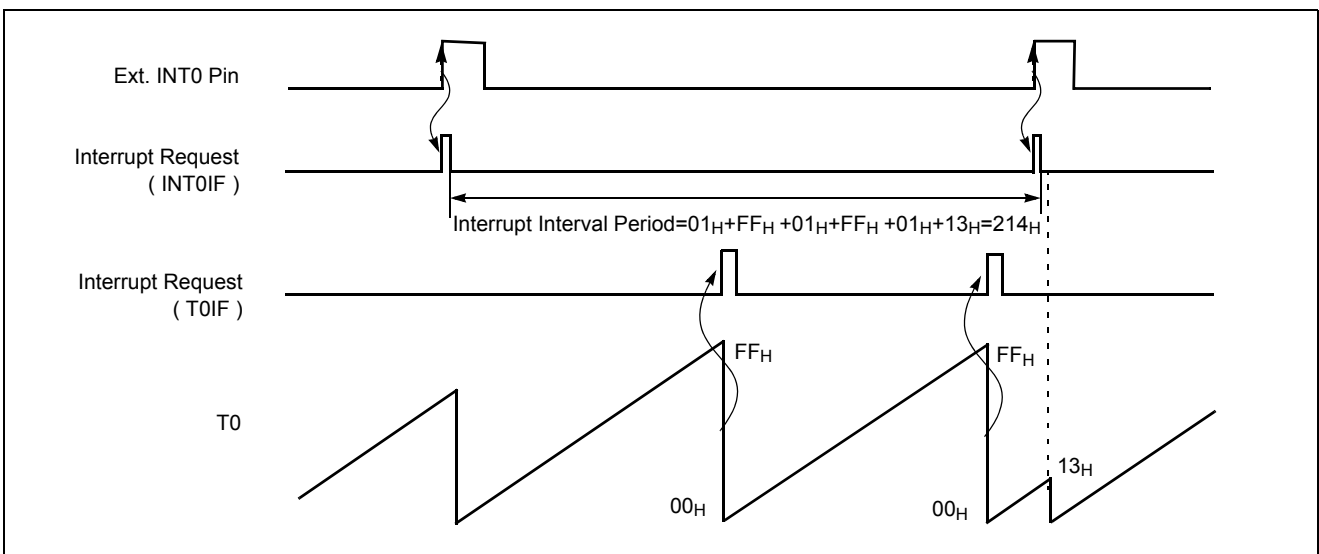 Ext. INT0 Pin
Interrupt Request
( INT0IF )
Interrupt Interval Period=01H+FFH +01H+FFH +01H+13H=214H
Interrupt Request
( T0IF )
FFH
FFH
T0
13H
00H
00H